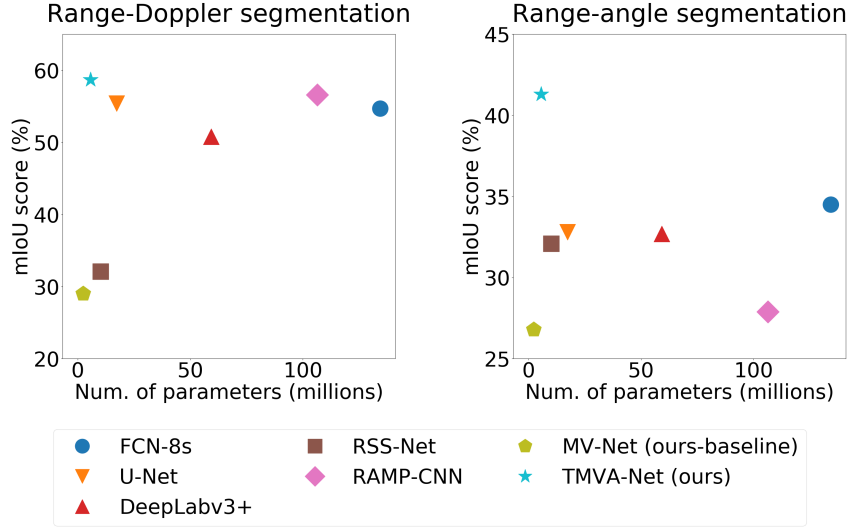 Range-Doppler segmentation
mIoU score (%)
60
50
40
30
20
0 50 100
Num. of parameters (millions)
Range-angle segmentation
mIoU score (%)
45
40
35
30
25
0 50 100
Num. of parameters (millions)
FCN-8s
U-Net
DeepLabv3+
RSS-Net
RAMP-CNN
MV-Net (ours-baseline)
TMVA-Net (ours)